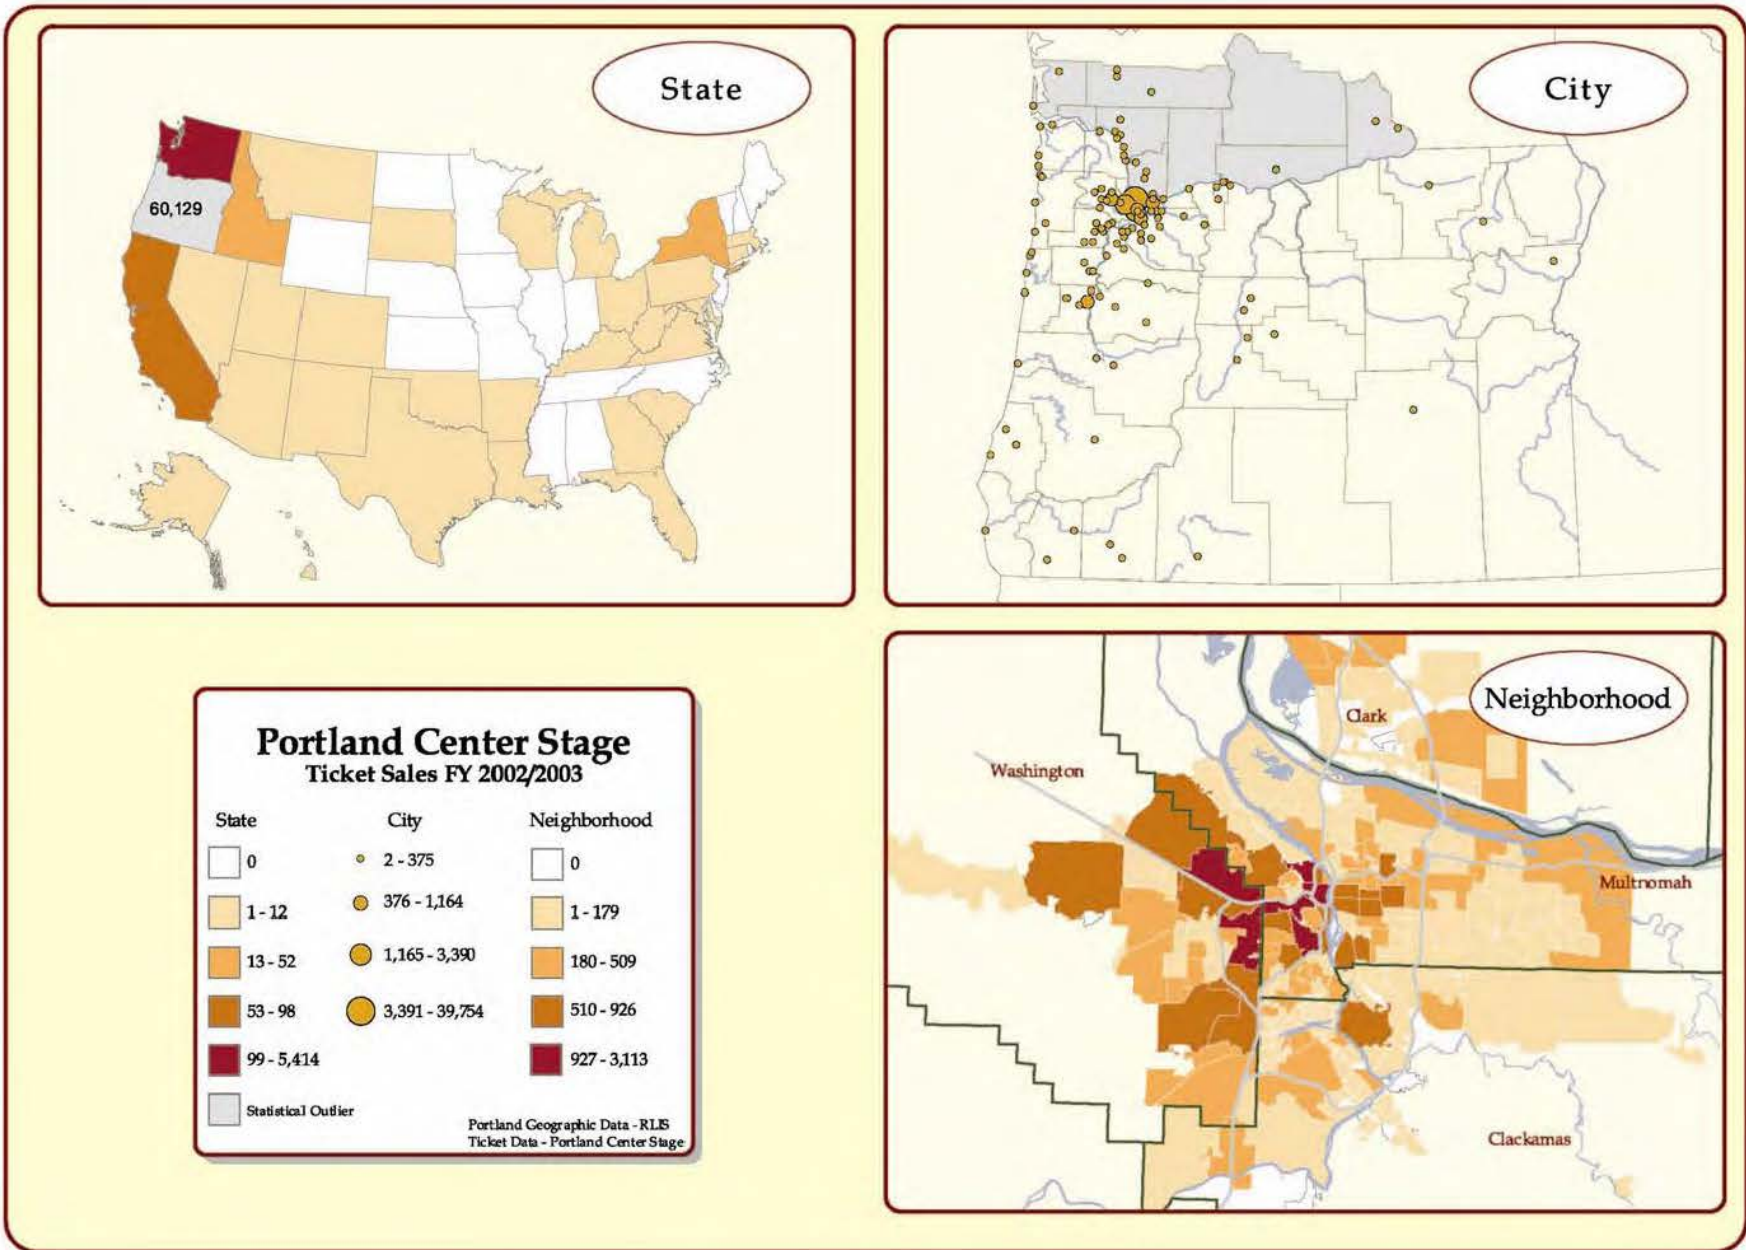 State
60,129
City
Neighborhood
Clark
Washington
Multnomah
Clackamas
Portland Center Stage
Ticket Sales FY 2002/2003
State
0
1 - 12
13 - 52
53 - 98
99 - 5,414
Statistical Outlier
City
2 - 375
376 - 1,164
1,165 - 3,390
3,391 - 39,754
Neighborhood
0
1 - 179
180 - 509
510 - 926
927 - 3,113
Portland Geographic Data - RLIS
Ticket Data - Portland Center Stage